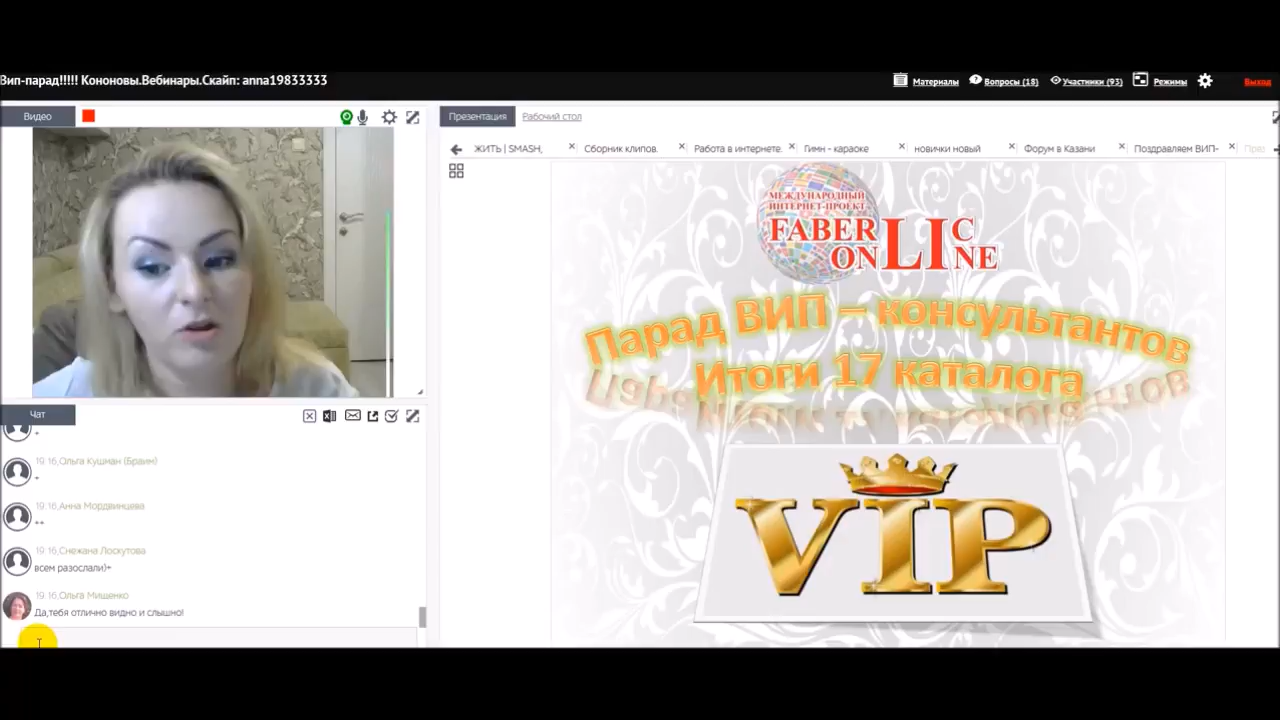 Вип-парад!!!!! Кононовы.Вебинары.Скайп: anna19833333
Материалы
Вопросы (18)
Участники (93)
Режимы
Выход
Видео
Презентация
Рабочий стол
ЖИТЬ | SMASH,
Сборник клипов.
Работа в интернете.
Гимн - караоке
новички новый
Форум в Казани
Поздравляем ВИП-
МЕЖДУНАРОДНЫЙ
ИНТЕРНЕТ-ПРОЕКТ
FABERLIC
ONLINE
Парад ВИП – консультантов
Итоги 17 каталога
VIP
Чат
19:16,Ольга Кушман (Браим)
19:16,Анна Мордвинцева
++
19:16,Снежана Лоскутова
всем разослали)+
19:16,Ольга Мищенко
Да,тебя отлично видно и слышно!